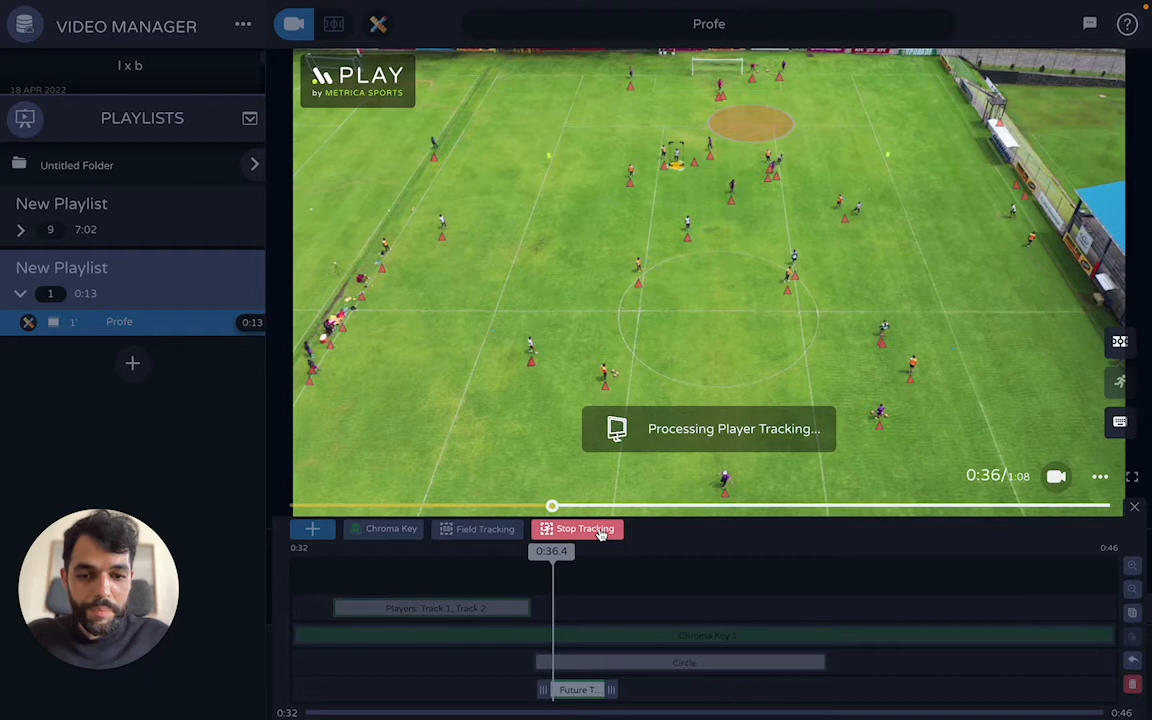 VIDEO MANAGER
Profe
l x b
18 APR 2022
PLAYLISTS
Untitled Folder
New Playlist
9 7:02
New Playlist
1 0:13
1' Profe 0:13
PLAY
by METRICA SPORTS
Processing Player Tracking...
0:36/1:08
Chroma Key
Field Tracking
Stop Tracking
0:32
0:36.4
0:46
Players: Track 1, Track 2
Chroma Key 1
Circle
Future T...
0:32
0:46